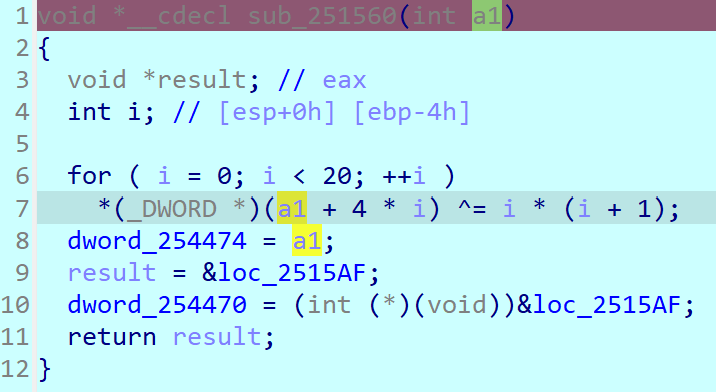 1 void *__cdecl sub_251560(int a1)
2 {
3   void *result; // eax
4   int i; // [esp+0h] [ebp-4h]
5
6   for ( i = 0; i < 20; ++i )
7     *(_DWORD *)(a1 + 4 * i) ^= i * (i + 1);
8   dword_254474 = a1;
9   result = &loc_2515AF;
10   dword_254470 = (int (*)(void))&loc_2515AF;
11   return result;
12 }